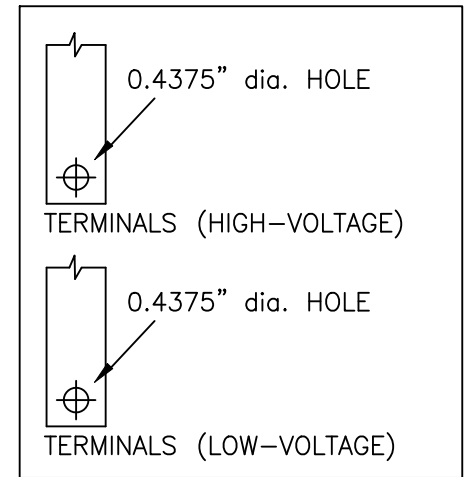 0.4375" dia. HOLE
TERMINALS (HIGH-VOLTAGE)
0.4375" dia. HOLE
TERMINALS (LOW-VOLTAGE)